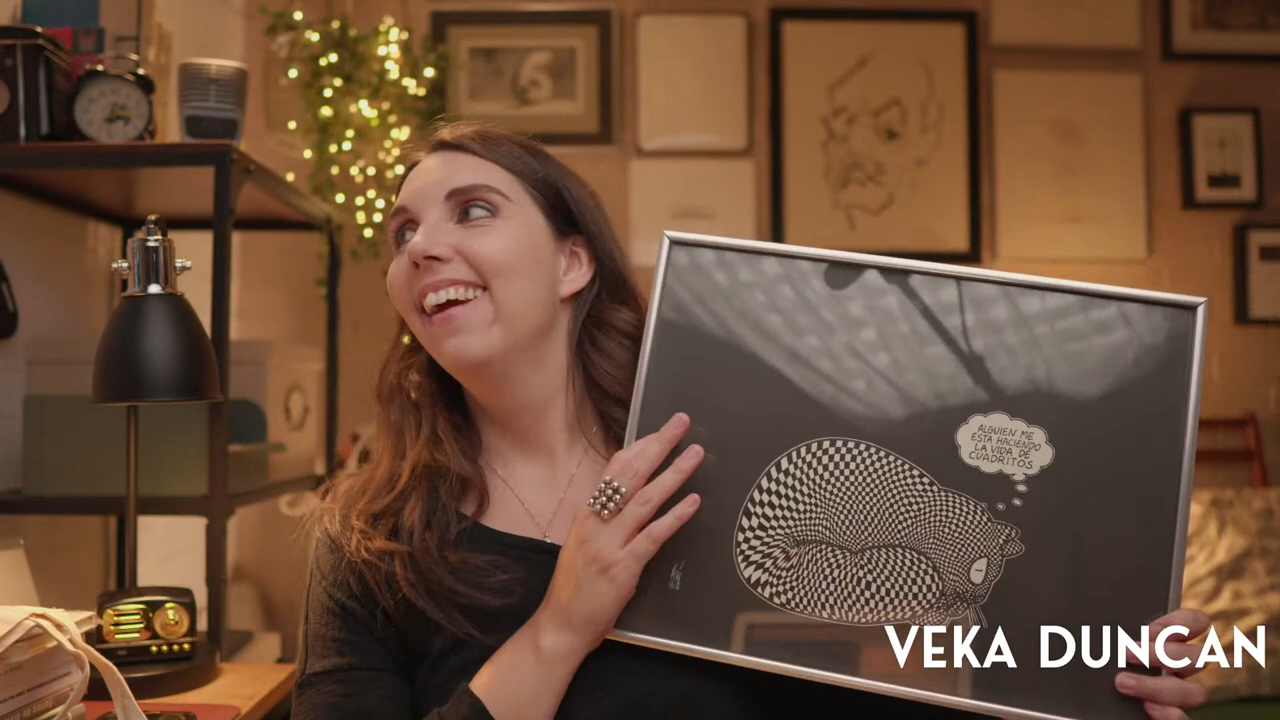 ALGUIEN ME
ESTA HACIENDO
LA VIDA DE
CUADRITOS
VEKA DUNCAN